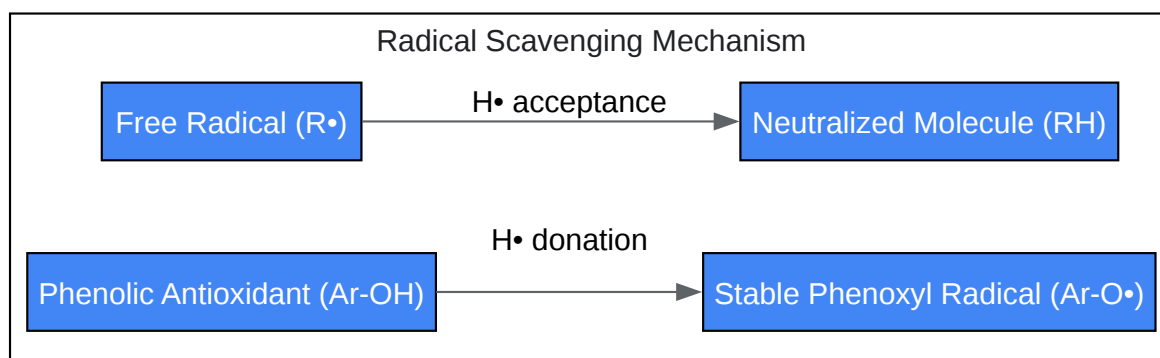 Radical Scavenging Mechanism
H• acceptance
Free Radical (R•)
Neutralized Molecule (RH)
H• donation
Phenolic Antioxidant (Ar-OH)
Stable Phenoxyl Radical (Ar-O•)